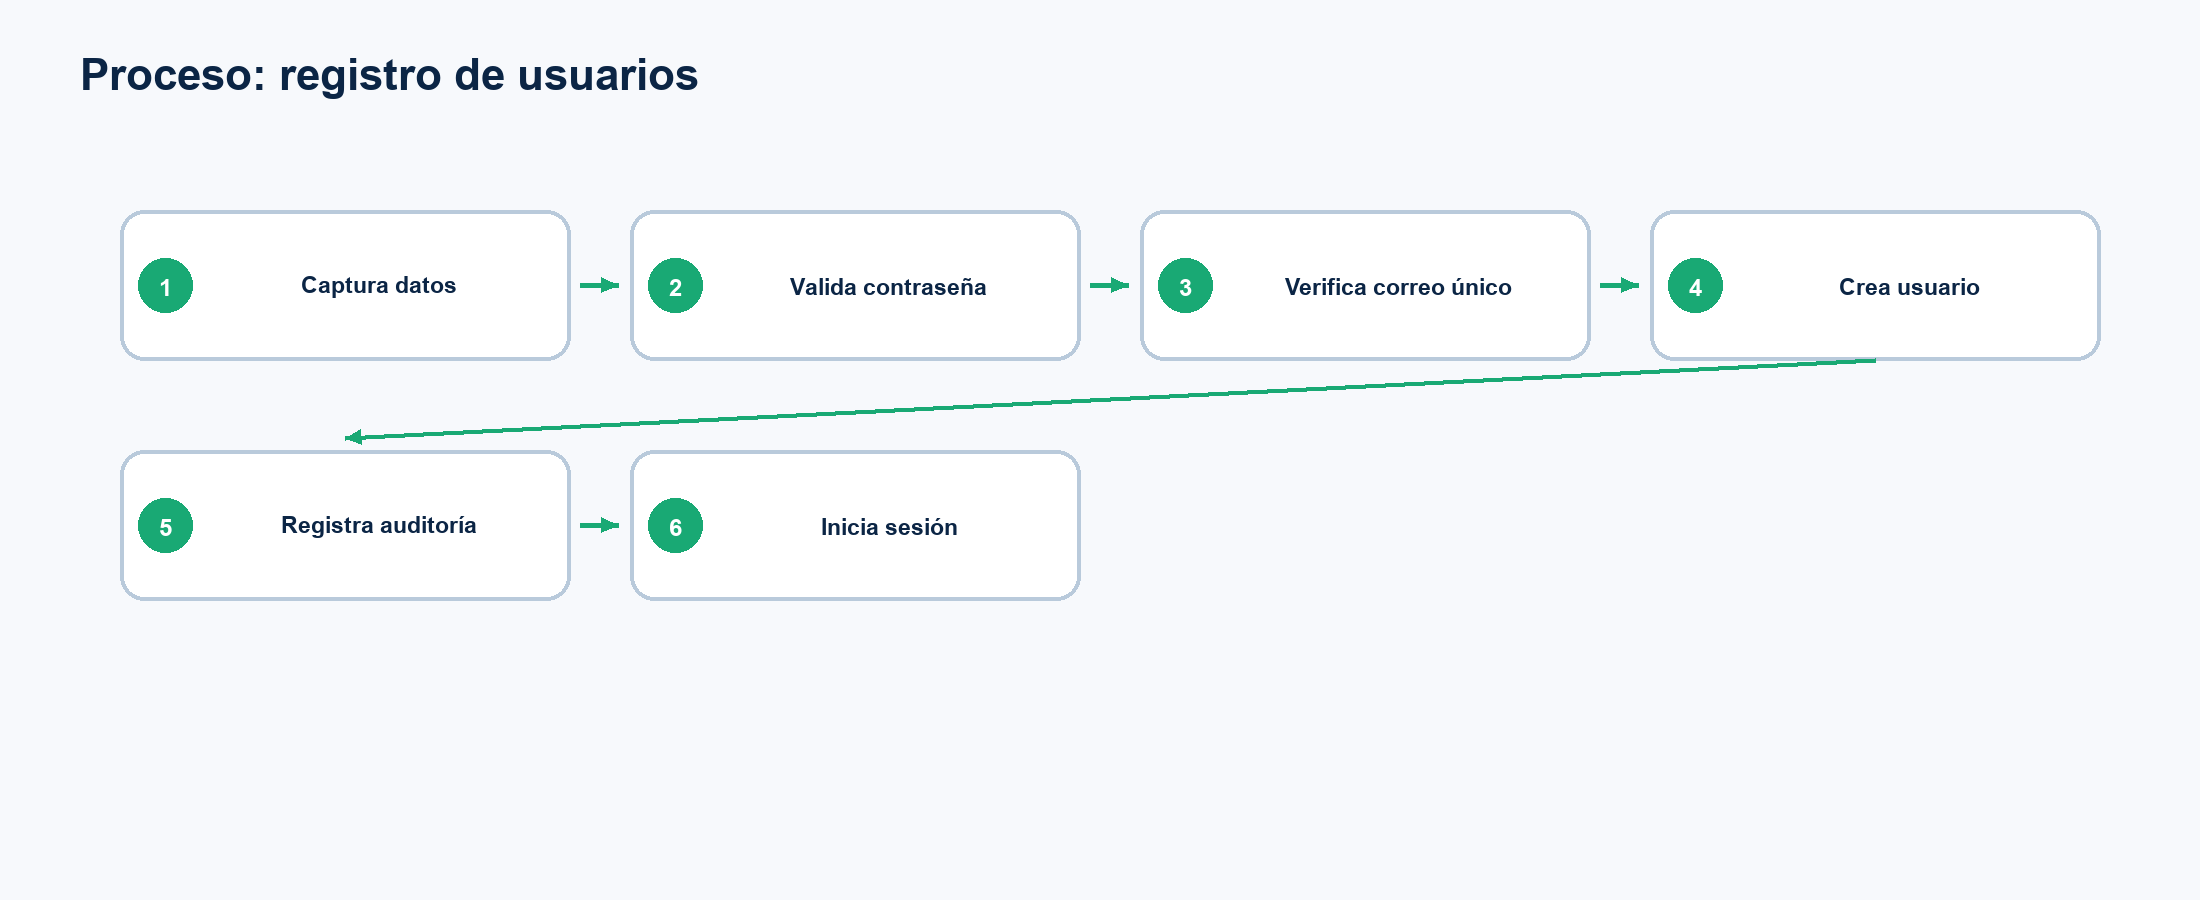 Proceso: registro de usuarios
1 Captura datos
2 Valida contraseña
3 Verifica correo único
4 Crea usuario
5 Registra auditoría
6 Inicia sesión